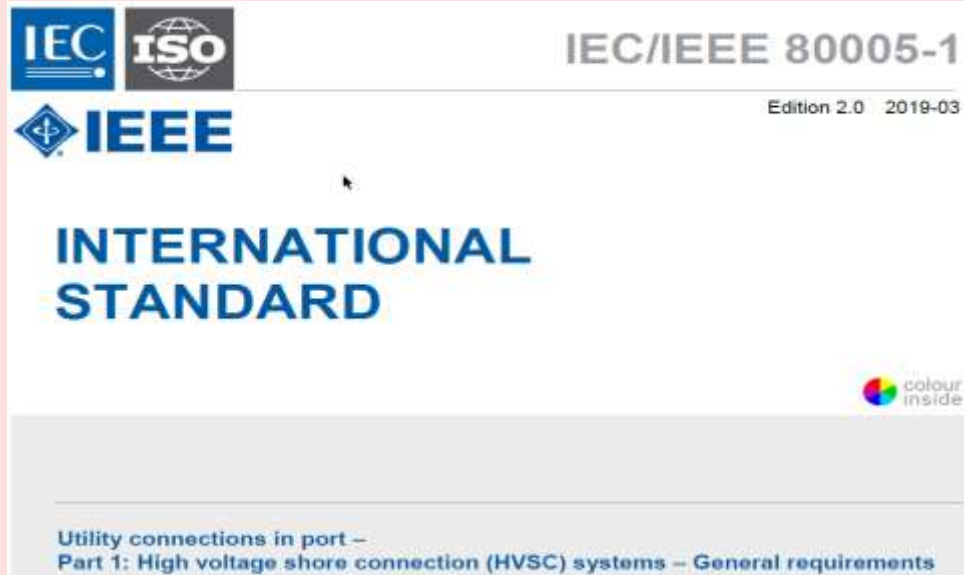 IEC ISO
IEC/IEEE 80005-1
Edition 2.0 2019-03
IEEE
INTERNATIONAL
STANDARD
colour
inside
Utility connections in port –
Part 1: High voltage shore connection (HVSC) systems – General requirements